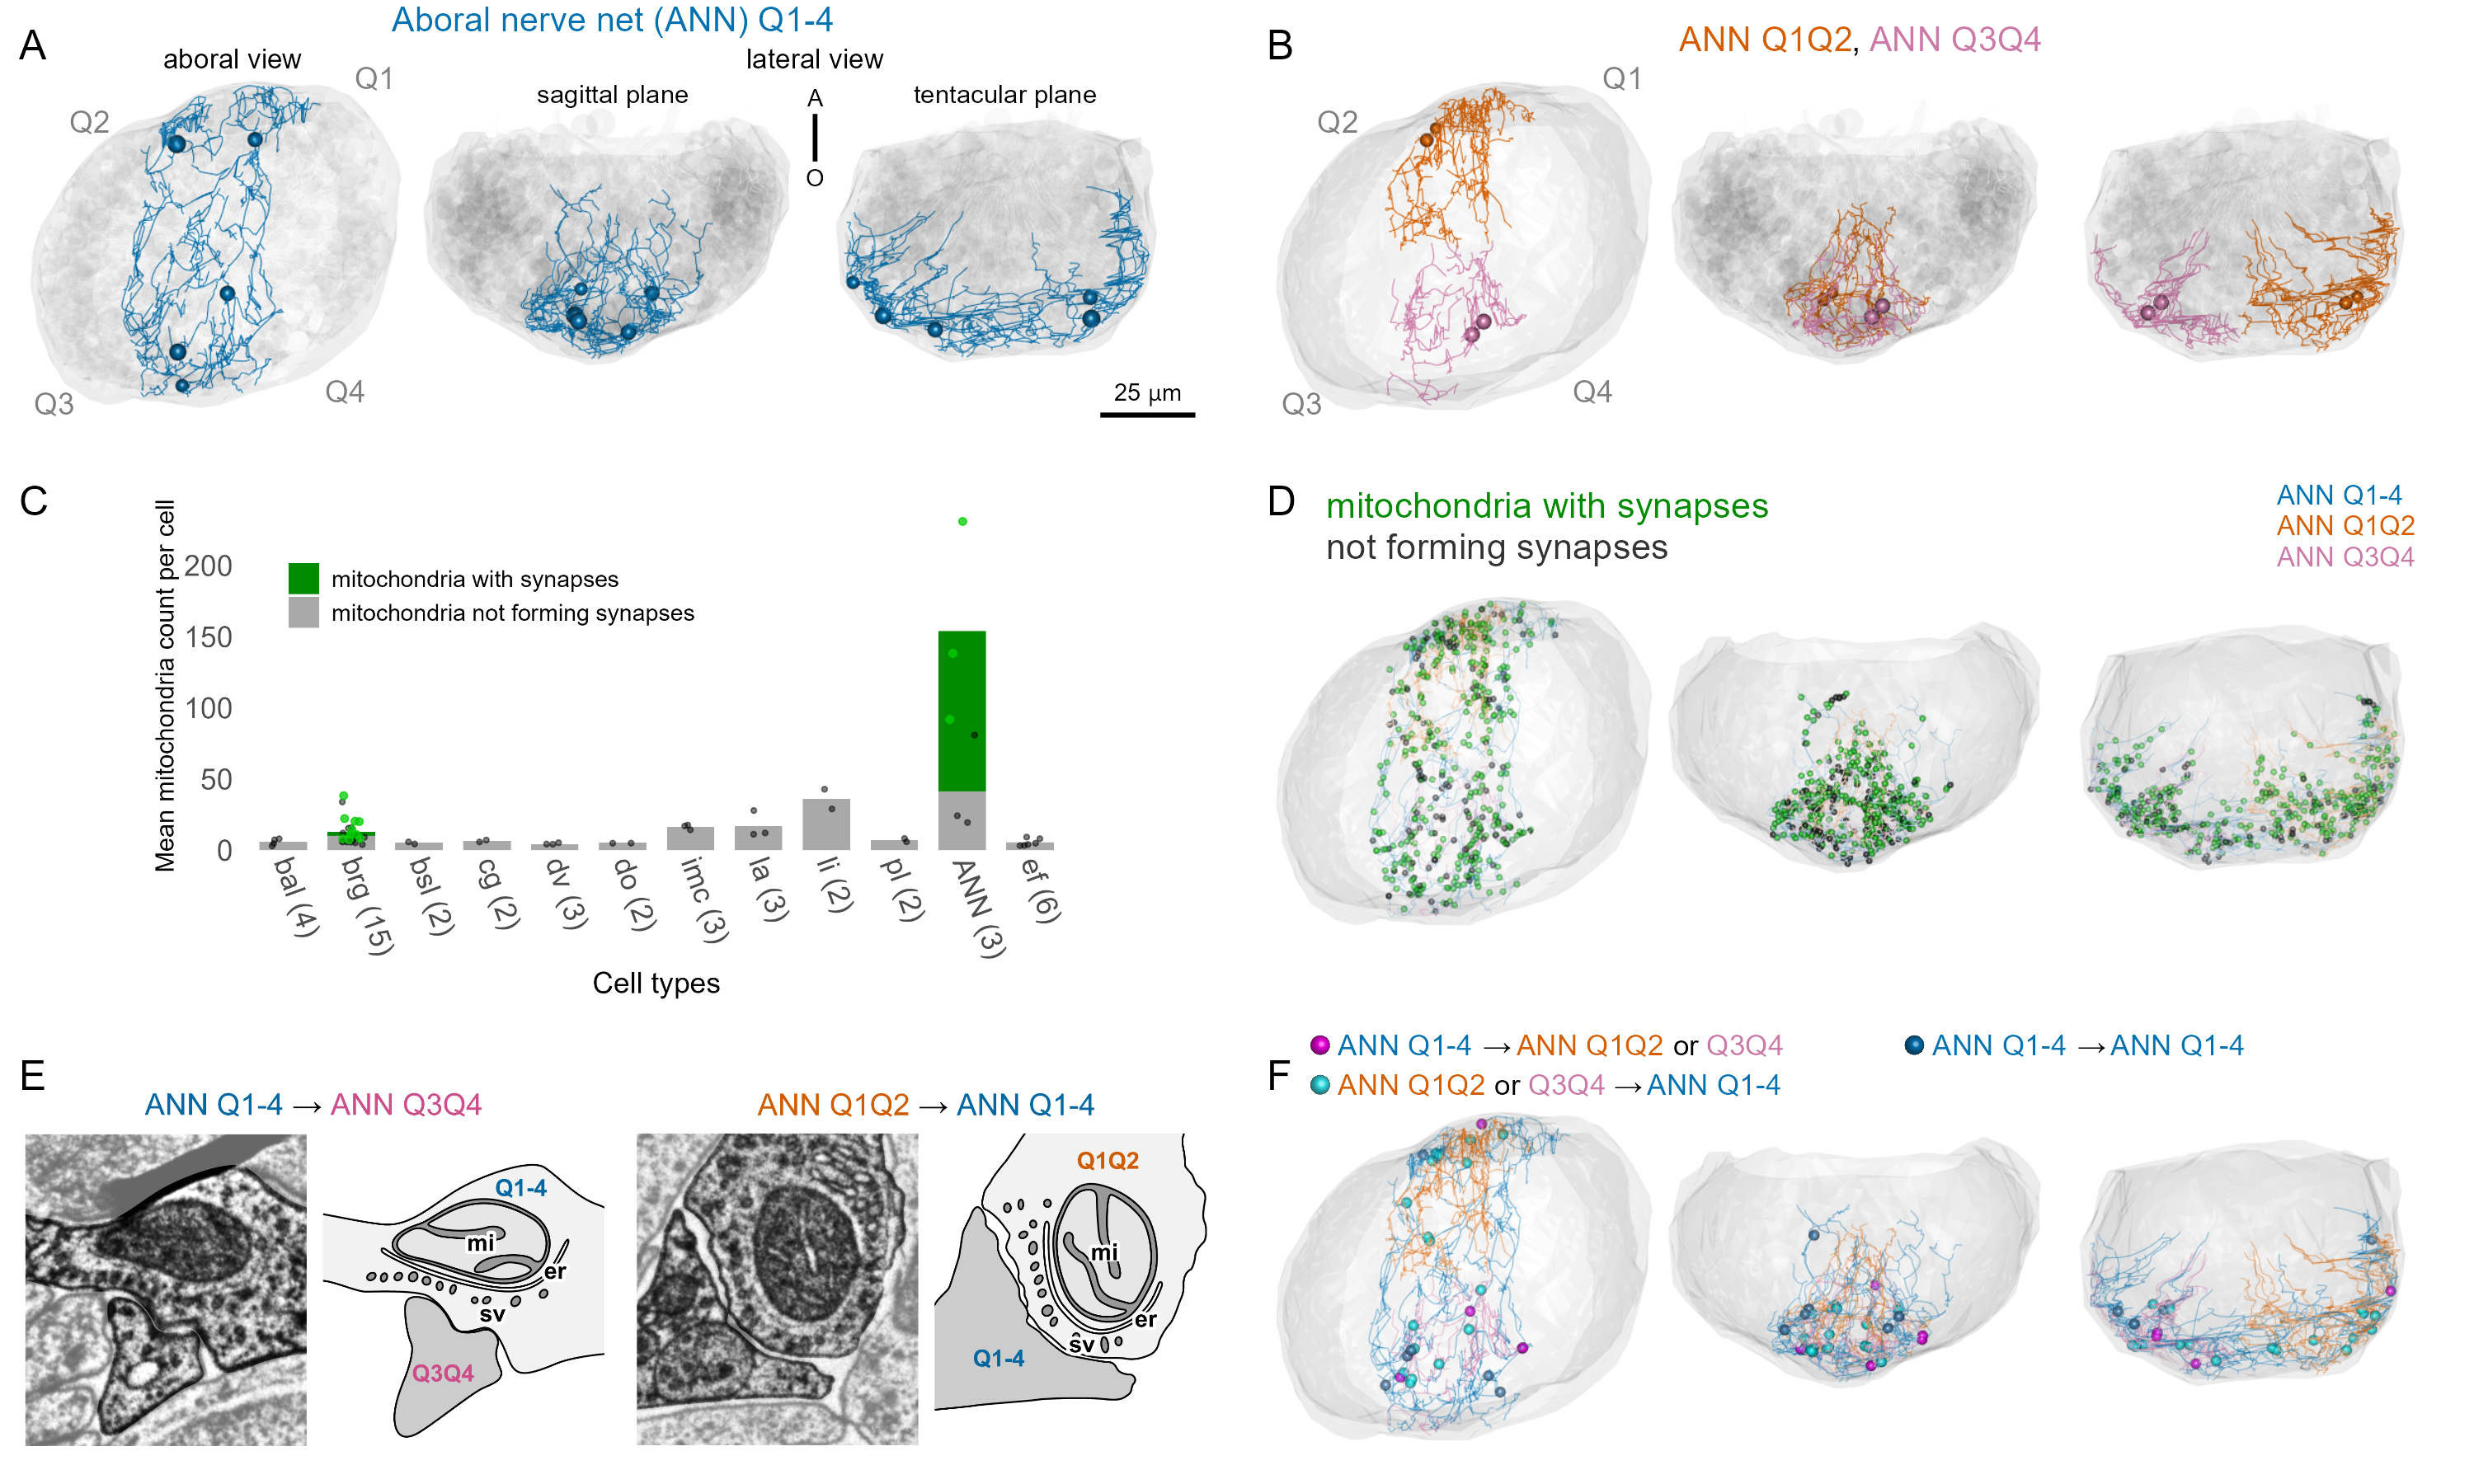 A
Aboral nerve net (ANN) Q1-4
aboral view
lateral view
sagittal plane
tentacular plane
A
O
Q1
Q2
Q3
Q4
25 µm
B
ANN Q1Q2, ANN Q3Q4
Q1
Q2
Q3
Q4
C
Mean mitochondria count per cell
200
150
100
50
0
mitochondria with synapses
mitochondria not forming synapses
bal (4)
brg (15)
bsl (2)
cg (2)
dv (3)
do (2)
imc (3)
la (3)
li (2)
pl (2)
ANN (3)
ef (6)
Cell types
D
mitochondria with synapses
not forming synapses
ANN Q1-4
ANN Q1Q2
ANN Q3Q4
E
ANN Q1-4 → ANN Q3Q4
Q1-4
mi
er
sv
Q3Q4
ANN Q1Q2 → ANN Q1-4
Q1Q2
mi
er
sv
Q1-4
F
ANN Q1-4 → ANN Q1Q2 or Q3Q4
ANN Q1-4 → ANN Q1-4
ANN Q1Q2 or Q3Q4 → ANN Q1-4